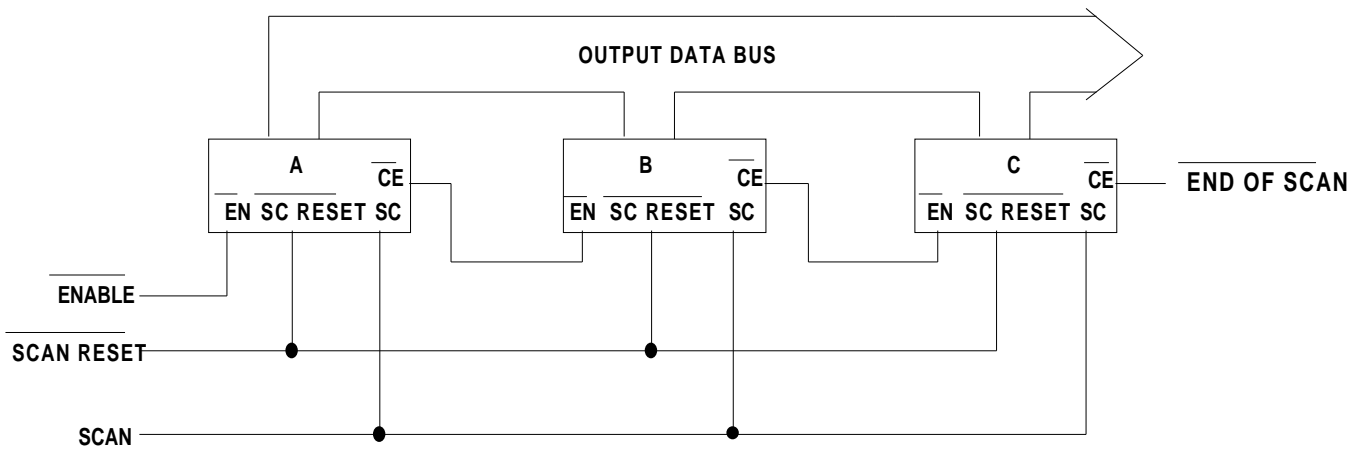 OUTPUT DATA BUS
A
B
C
CE
CE
CE
END OF SCAN
EN SC RESET SC
EN SC RESET SC
EN SC RESET SC
ENABLE
SCAN RESET
SCAN